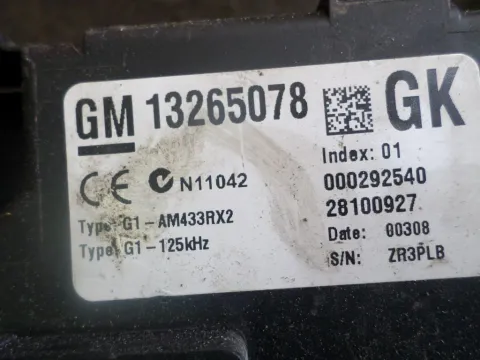 GM 13265078 GK
Index: 01
CE N11042 000292540
28100927
Type: G1-AM433RX2
Date: 00308
Type: G1-125kHz
S/N: ZR3PLB